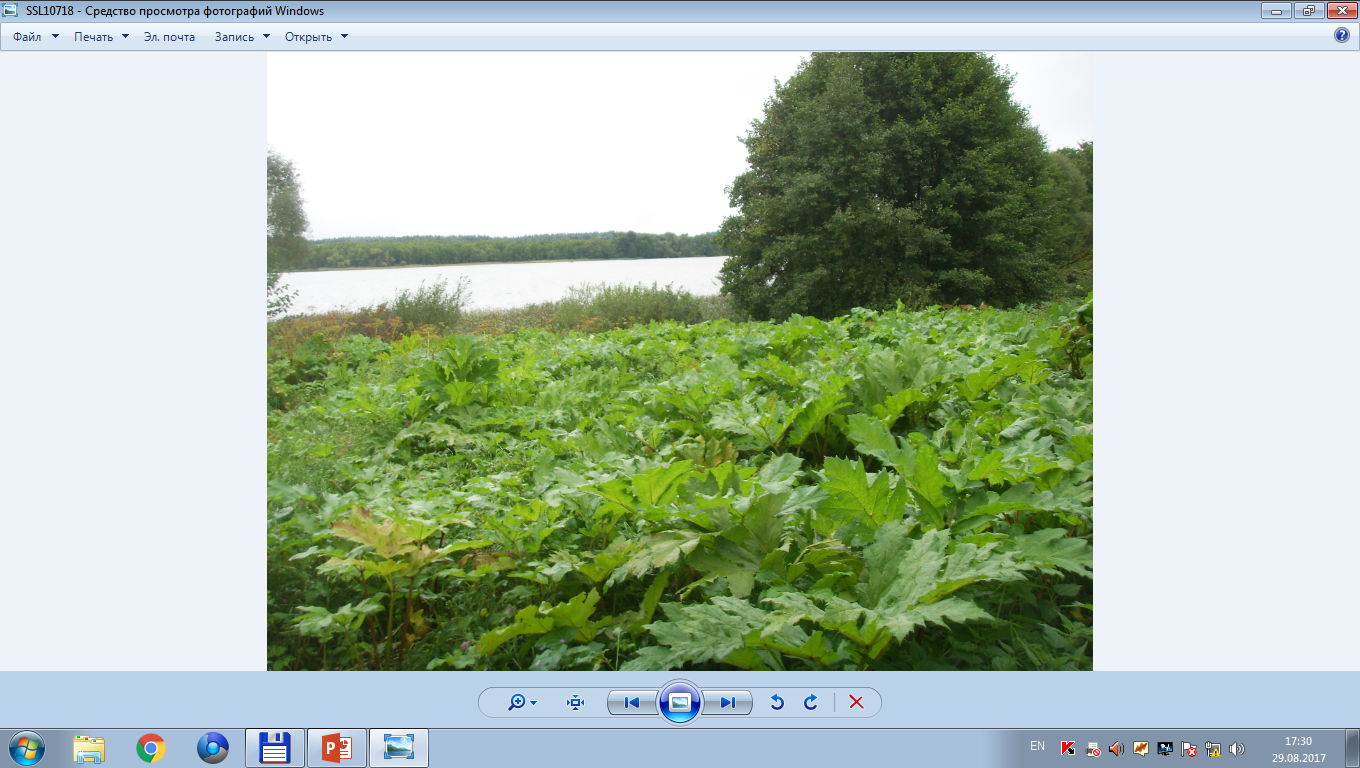 SSL10718 - Средство просмотра фотографий Windows
Файл Печать Эл. почта Запись Открыть
EN
17:30
29.08.2017